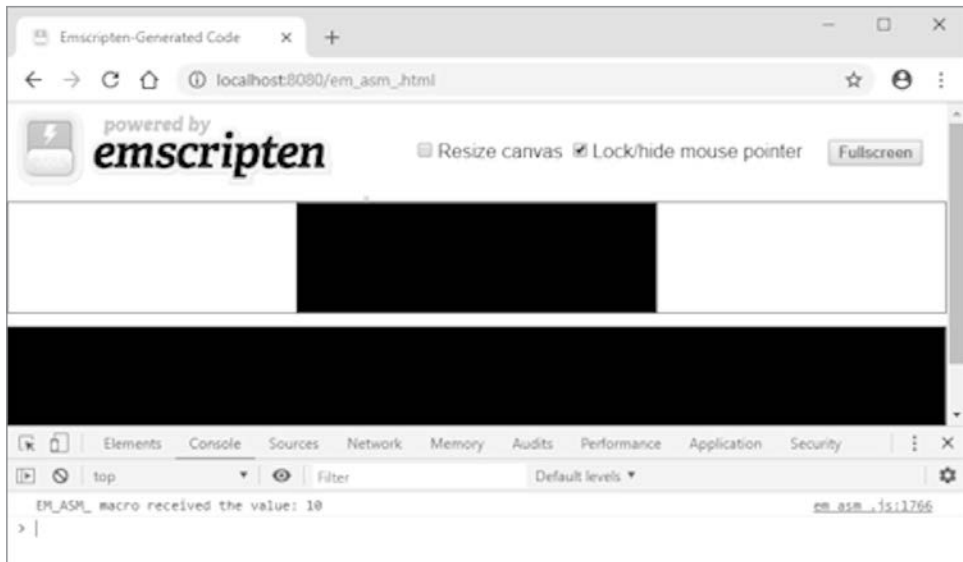 Emscripten-Generated Code
localhost:8080/em_asm_.html
powered by
emscripten
Resize canvas Lock/hide mouse pointer Fullscreen
Elements Console Sources Network Memory Audits Performance Application Security
top Filter Default levels
EM_ASM_ macro received the value: 10 em_asm_.js:1766
>